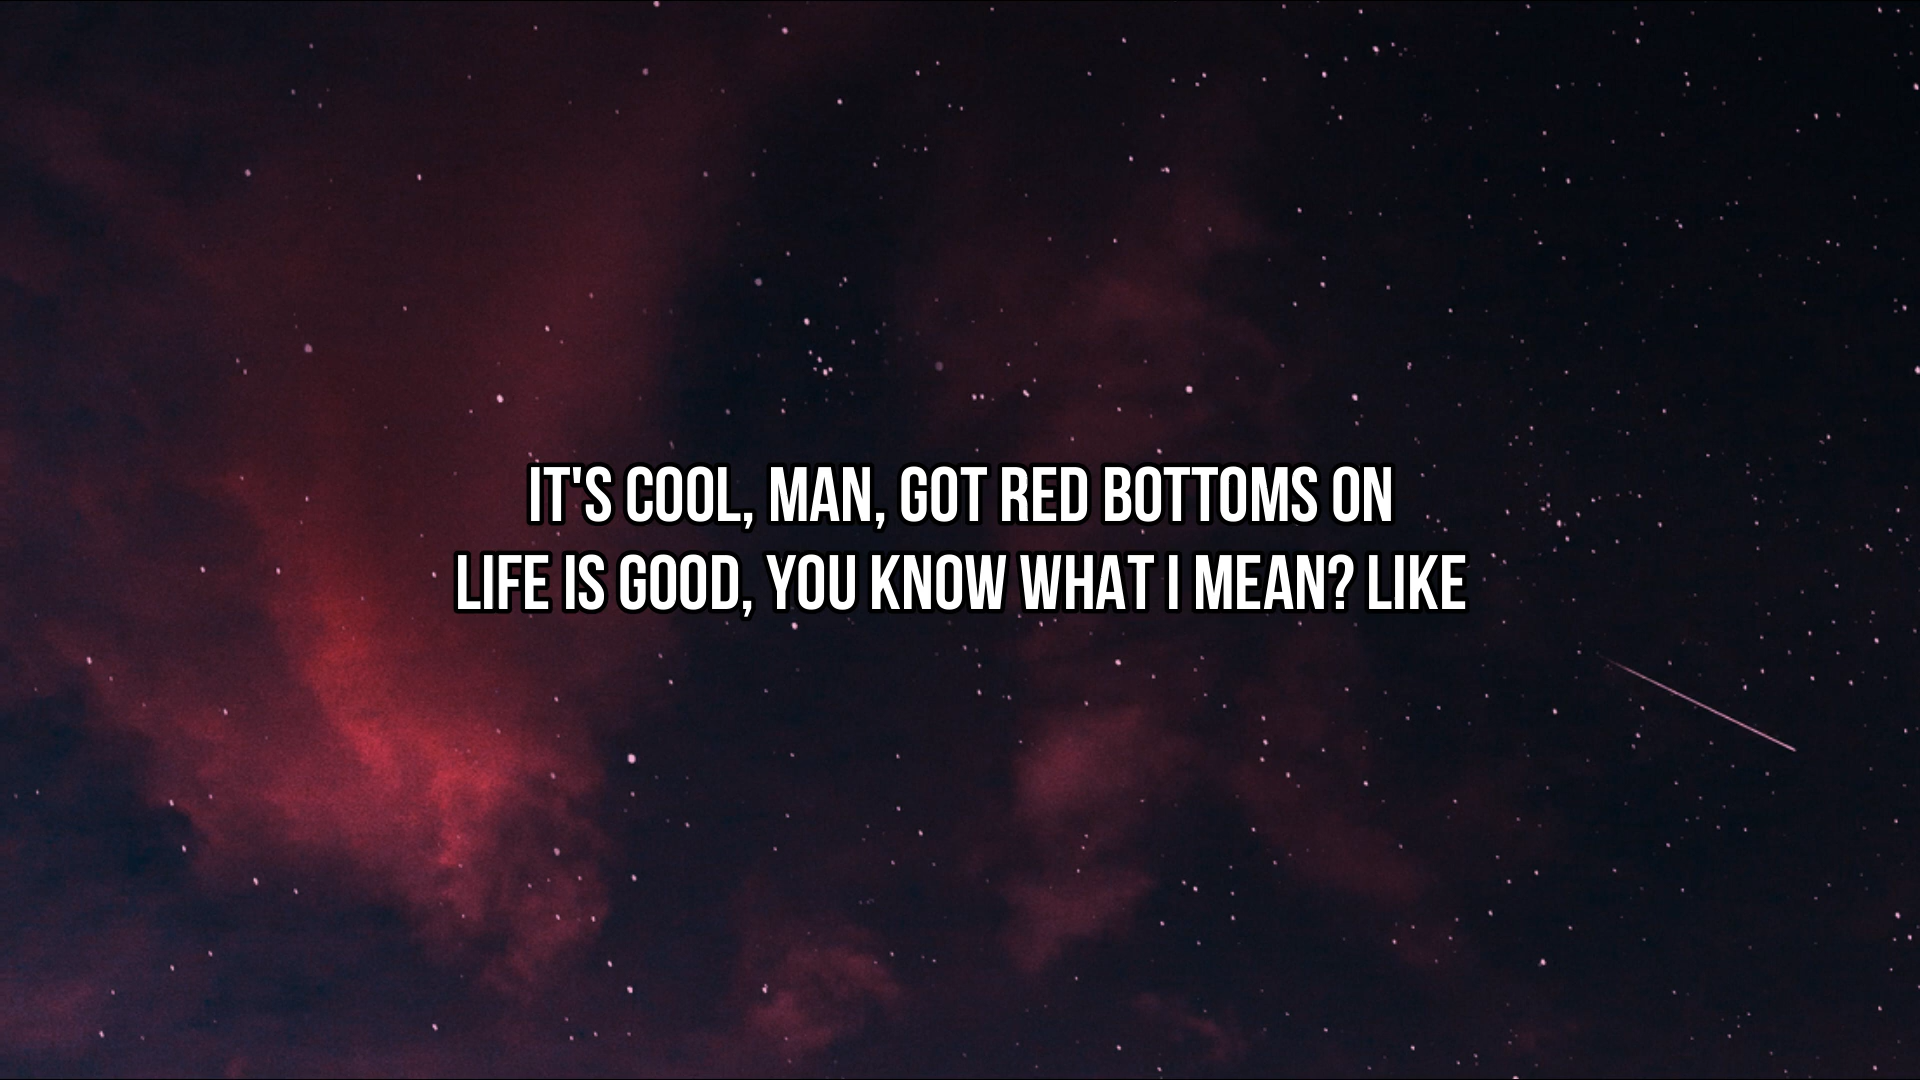 IT'S COOL, MAN, GOT RED BOTTOMS ON
LIFE IS GOOD, YOU KNOW WHAT I MEAN? LIKE